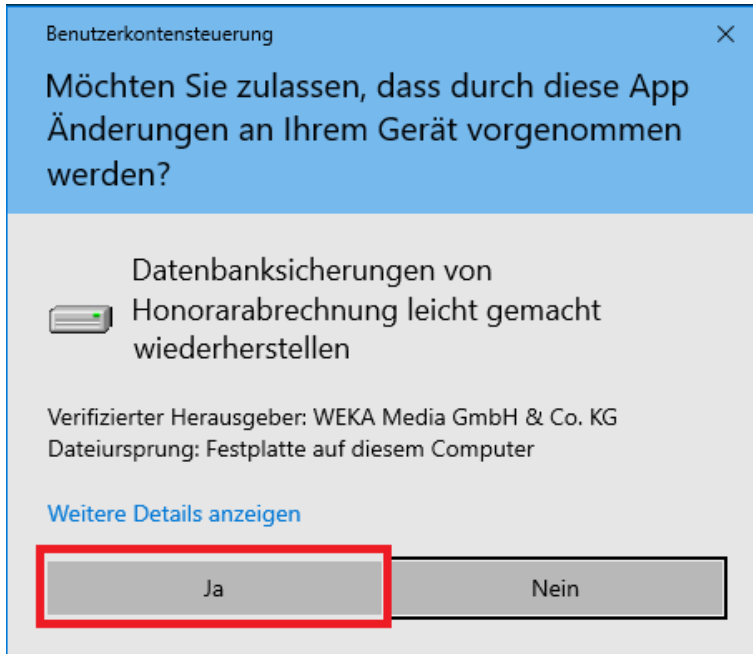 Benutzerkontensteuerung
Möchten Sie zulassen, dass durch diese App
Änderungen an Ihrem Gerät vorgenommen
werden?
Datenbanksicherungen von
Honorarabrechnung leicht gemacht
wiederherstellen
Verifizierter Herausgeber: WEKA Media GmbH & Co. KG
Dateiursprung: Festplatte auf diesem Computer
Weitere Details anzeigen
Ja
Nein